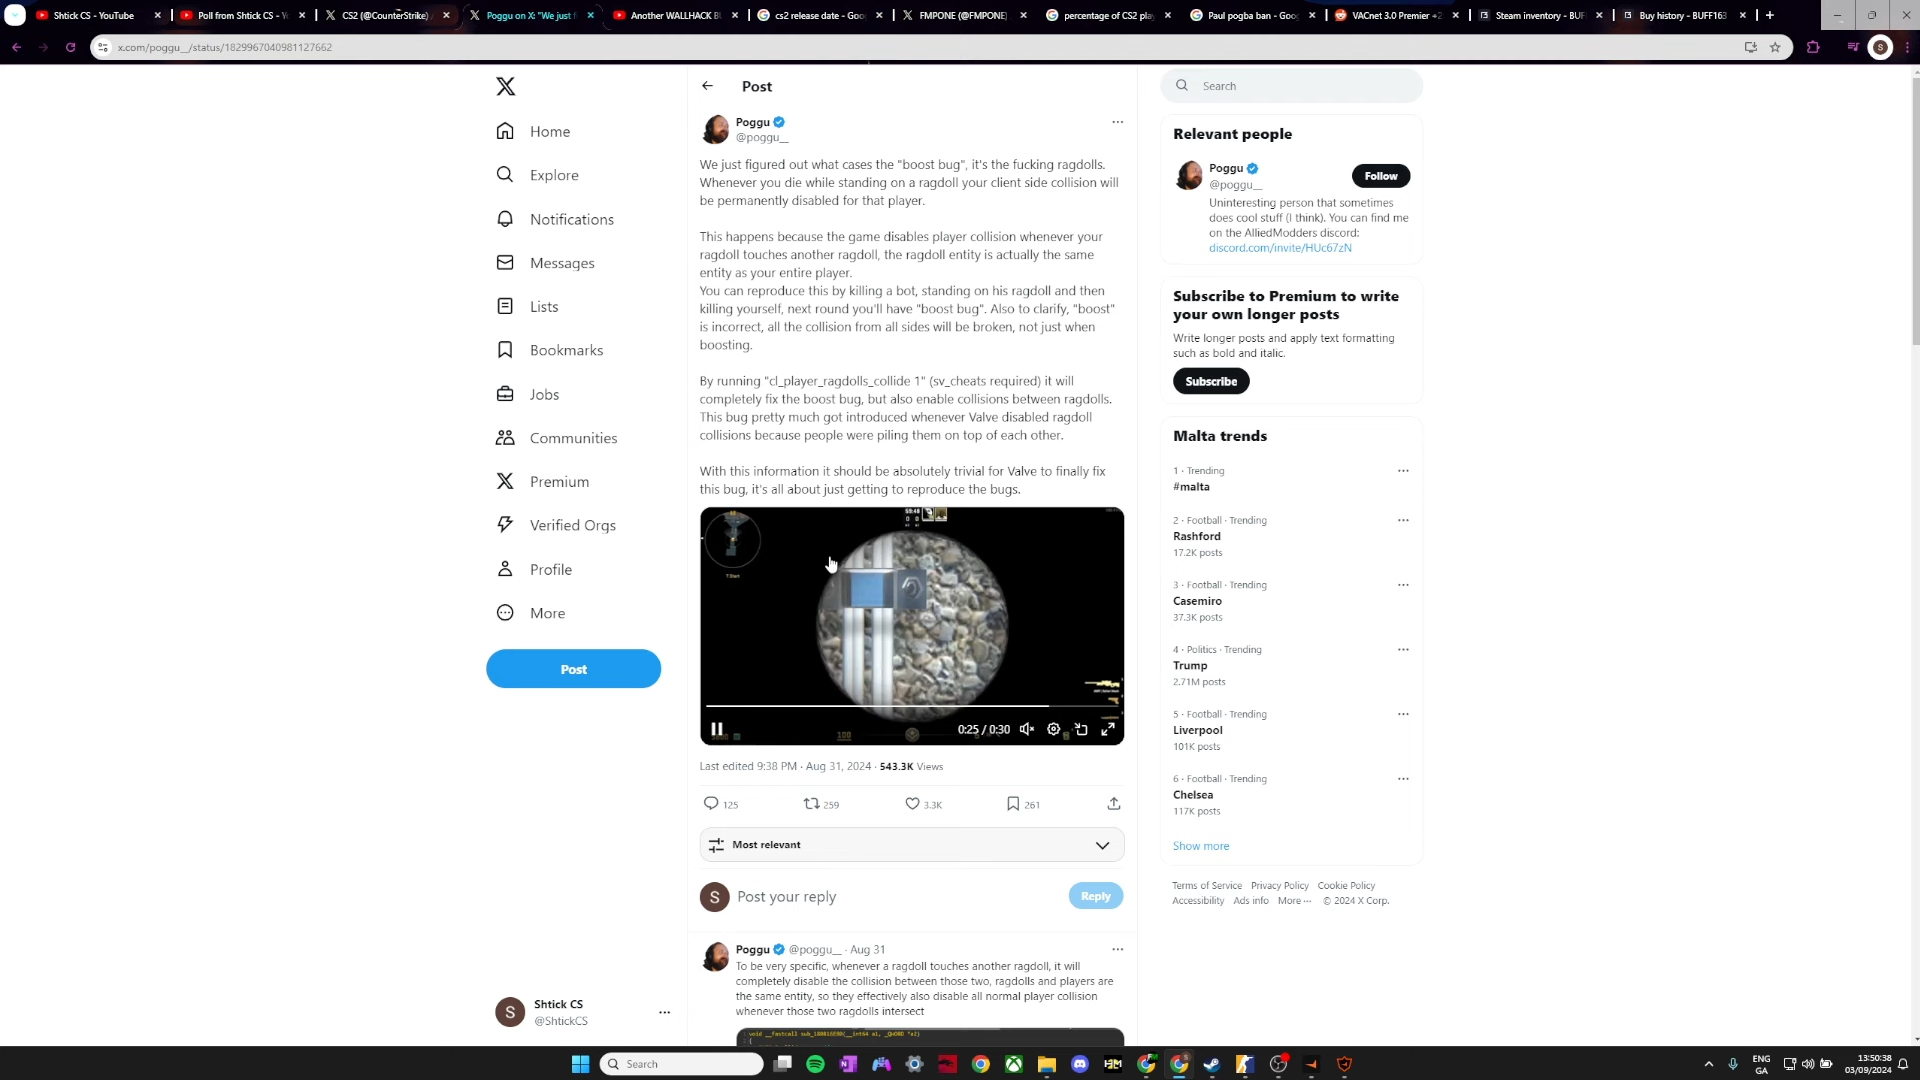 Shtick CS - YouTube
Poll from Shtick CS - Y
CS2 (@CounterStrike)
Poggu on X: "We just f
Another WALLHACK B
cs2 release date - Goo
FMPONE (@FMPONE)
percentage of CS2 play
Paul pogba ban - Goog
VACnet 3.0 Premier +2
Steam inventory - BUF
Buy history - BUFF163
x.com/poggu__/status/1829967040981127662
Home
Explore
Notifications
Messages
Lists
Bookmarks
Jobs
Communities
Premium
Verified Orgs
Profile
More
Post
Shtick CS
@ShtickCS
Post
Poggu
@poggu__
We just figured out what cases the "boost bug", it's the fucking ragdolls.
Whenever you die while standing on a ragdoll your client side collision will
be permanently disabled for that player.
This happens because the game disables player collision whenever your
ragdoll touches another ragdoll, the ragdoll entity is actually the same
entity as your entire player.
You can reproduce this by killing a bot, standing on his ragdoll and then
killing yourself, next round you'll have "boost bug". Also to clarify, "boost"
is incorrect, all the collision from all sides will be broken, not just when
boosting.
By running "cl_player_ragdolls_collide 1" (sv_cheats required) it will
completely fix the boost bug, but also enable collisions between ragdolls.
This bug pretty much got introduced whenever Valve disabled ragdoll
collisions because people were piling them on top of each other.
With this information it should be absolutely trivial for Valve to finally fix
this bug, it's all about just getting to reproduce the bugs.
59:48
0 0
T Start
100
0:25 / 0:30
Last edited 9:38 PM · Aug 31, 2024 · 543.3K Views
125
259
3.3K
261
Most relevant
S
Post your reply
Reply
Poggu @poggu__ · Aug 31
To be very specific, whenever a ragdoll touches another ragdoll, it will
completely disable the collision between those two, ragdolls and players are
the same entity, so they effectively also disable all normal player collision
whenever those two ragdolls intersect
Search
Relevant people
Poggu
@poggu__
Follow
Uninteresting person that sometimes
does cool stuff (I think). You can find me
on the AlliedModders discord:
discord.com/invite/HUc67zN
Subscribe to Premium to write
your own longer posts
Write longer posts and apply text formatting
such as bold and italic.
Subscribe
Malta trends
1 · Trending
#malta
2 · Football · Trending
Rashford
17.2K posts
3 · Football · Trending
Casemiro
37.3K posts
4 · Politics · Trending
Trump
2.71M posts
5 · Football · Trending
Liverpool
101K posts
6 · Football · Trending
Chelsea
117K posts
Show more
Terms of Service Privacy Policy Cookie Policy
Accessibility Ads info More ··· © 2024 X Corp.
Search
ENG
GA
13:50:38
03/09/2024